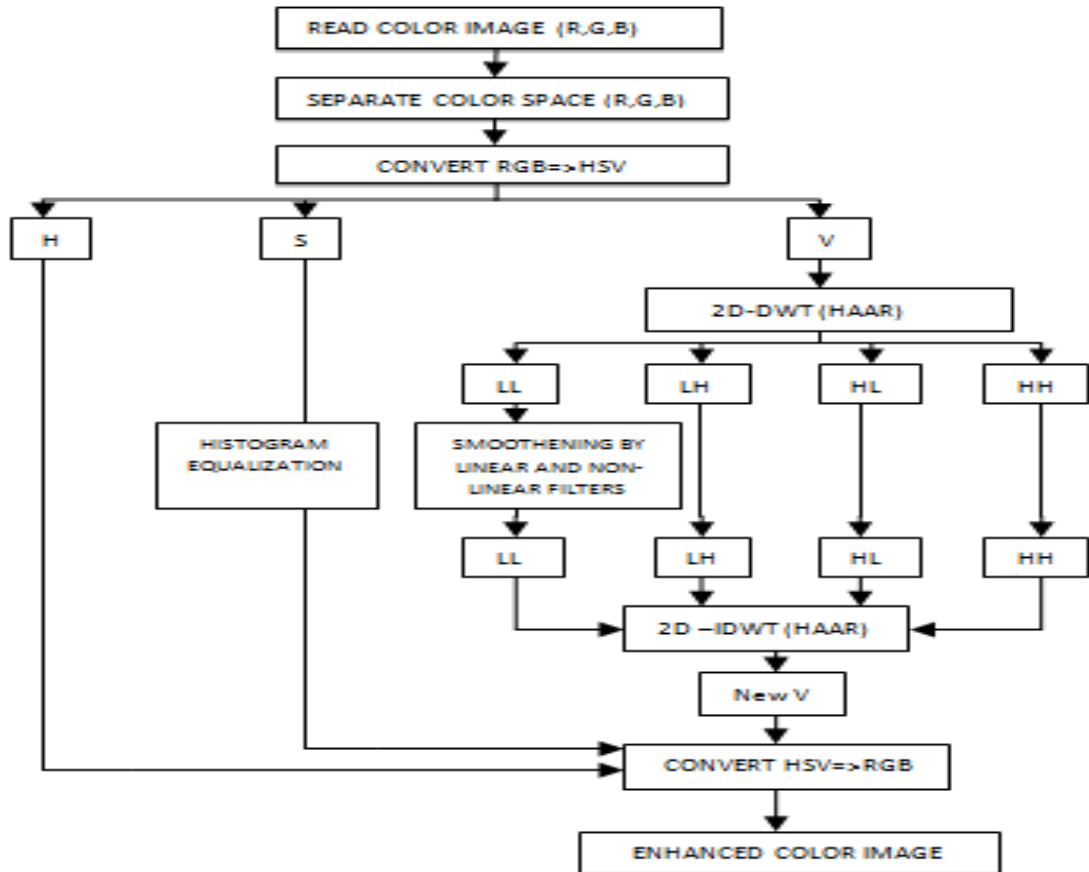 READ COLOR IMAGE (R,G,B)
SEPARATE COLOR SPACE (R,G,B)
CONVERT RGB=>HSV
H
S
V
2D-DWT (HAAR)
LL
LH
HL
HH
HISTOGRAM
EQUALIZATION
SMOOTHENING BY
LINEAR AND NON-
LINEAR FILTERS
LL
LH
HL
HH
2D –IDWT (HAAR)
New V
CONVERT HSV=>RGB
ENHANCED COLOR IMAGE